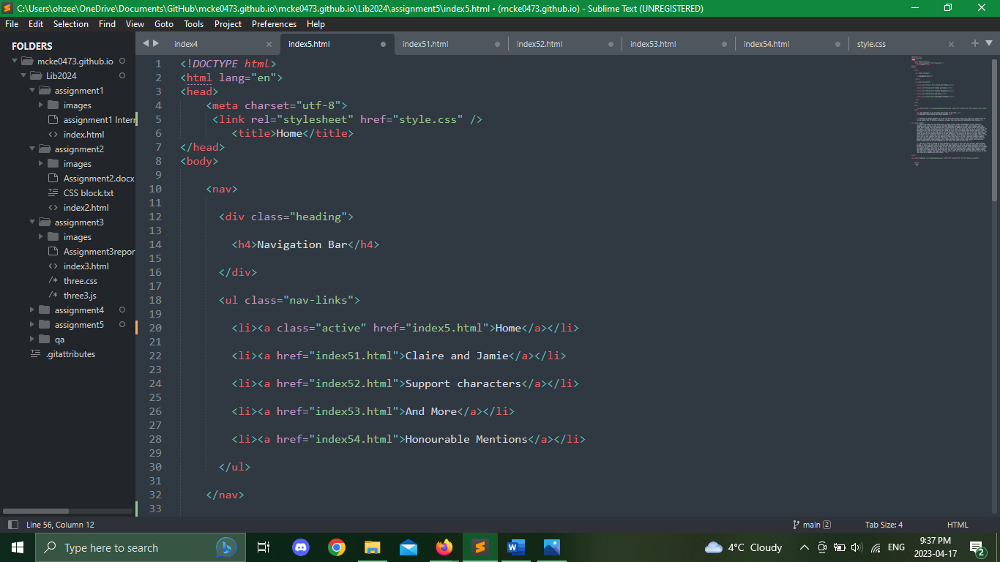 C:\Users\ohzee\OneDrive\Documents\GitHub\mcke0473.github.io\mcke0473.github.io\Lib2024\assignment5\index5.html • (mcke0473.github.io) - Sublime Text (UNREGISTERED)
File Edit Selection Find View Goto Tools Project Preferences Help
FOLDERS
mcke0473.github.io
Lib2024
assignment1
images
assignment1 Interr
index.html
assignment2
images
Assignment2.docx
CSS block.txt
index2.html
assignment3
images
Assignment3repor
index3.html
three.css
three3.js
assignment4
assignment5
qa
.gitattributes
index4 index5.html index51.html index52.html index53.html index54.html style.css
1 <!DOCTYPE html>
2 <html lang="en">
3 <head>
4 <meta charset="utf-8">
5 <link rel="stylesheet" href="style.css" />
6 <title>Home</title>
7 </head>
8 <body>
9
10 <nav>
11
12 <div class="heading">
13
14 <h4>Navigation Bar</h4>
15
16 </div>
17
18 <ul class="nav-links">
19
20 <li><a class="active" href="index5.html">Home</a></li>
21
22 <li><a href="index51.html">Claire and Jamie</a></li>
23
24 <li><a href="index52.html">Support characters</a></li>
25
26 <li><a href="index53.html">And More</a></li>
27
28 <li><a href="index54.html">Honourable Mentions</a></li>
29
30 </ul>
31
32 </nav>
33
Line 56, Column 12 main 2 Tab Size: 4 HTML
Type here to search 4°C Cloudy ENG 9:37 PM
2023-04-17 2